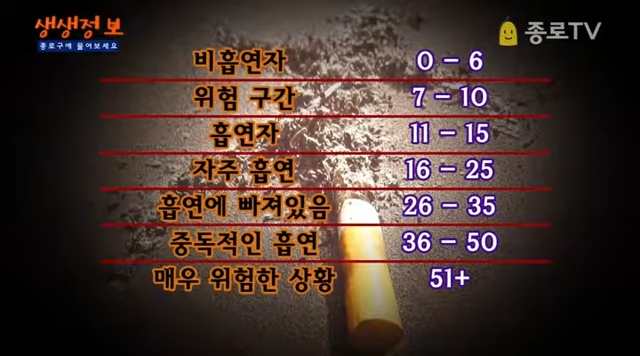 생생정보
종로구에 물어보세요
종로TV
비흡연자 0 – 6
위험 구간 7 – 10
흡연자 11 – 15
자주 흡연 16 – 25
흡연에 빠져있음 26 – 35
중독적인 흡연 36 – 50
매우 위험한 상황 51+